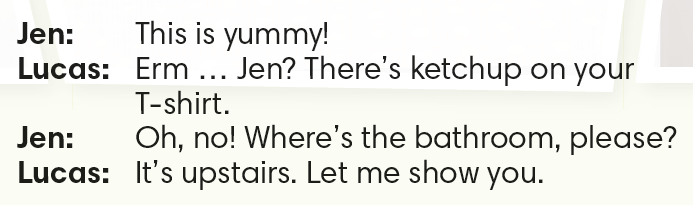 Jen: This is yummy!
Lucas: Erm … Jen? There's ketchup on your
T-shirt.
Jen: Oh, no! Where's the bathroom, please?
Lucas: It's upstairs. Let me show you.